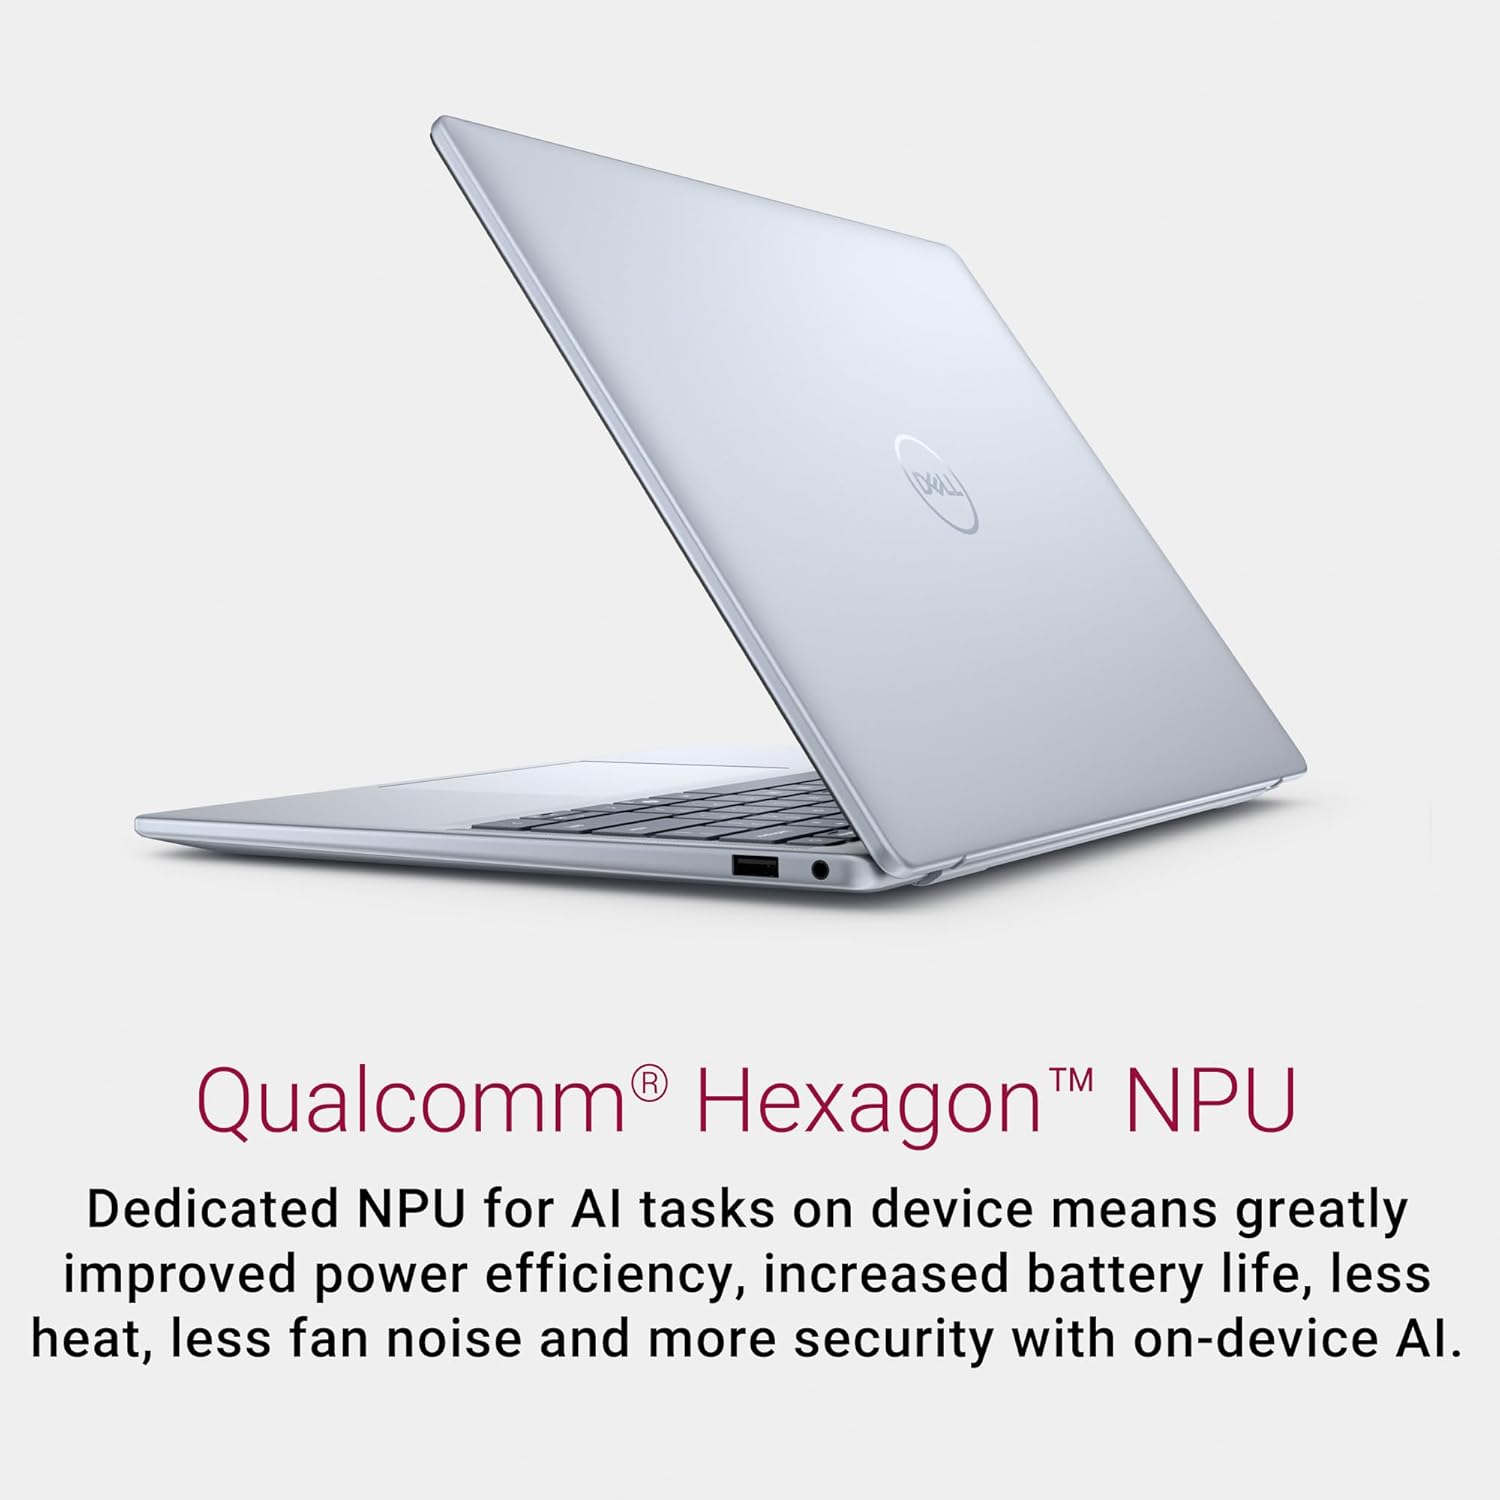 DELL
Qualcomm® Hexagon™ NPU
Dedicated NPU for AI tasks on device means greatly
improved power efficiency, increased battery life, less
heat, less fan noise and more security with on-device AI.